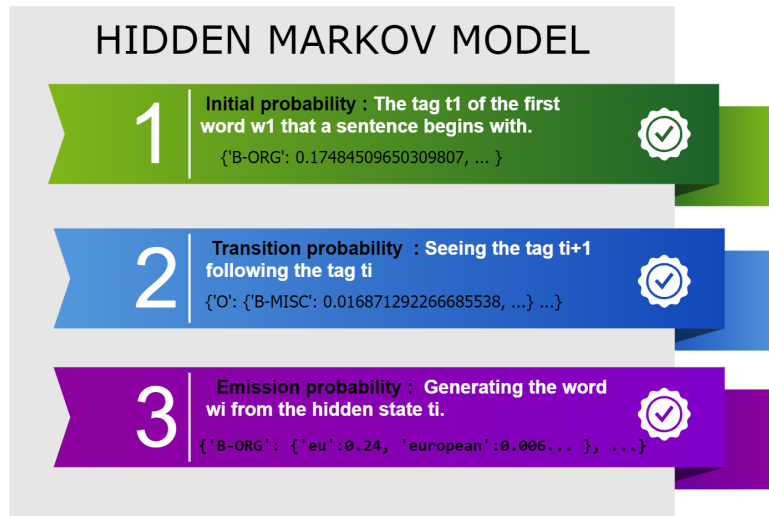 HIDDEN MARKOV MODEL
1
Initial probability : The tag t1 of the first
word w1 that a sentence begins with.
{'B-ORG': 0.17484509650309807, ... }
2
Transition probability : Seeing the tag ti+1
following the tag ti
{'O': {'B-MISC': 0.016871292266685538, ...} ...}
3
Emission probability : Generating the word
wi from the hidden state ti.
{'B-ORG': {'eu':0.24, 'european':0.006... }, ...}